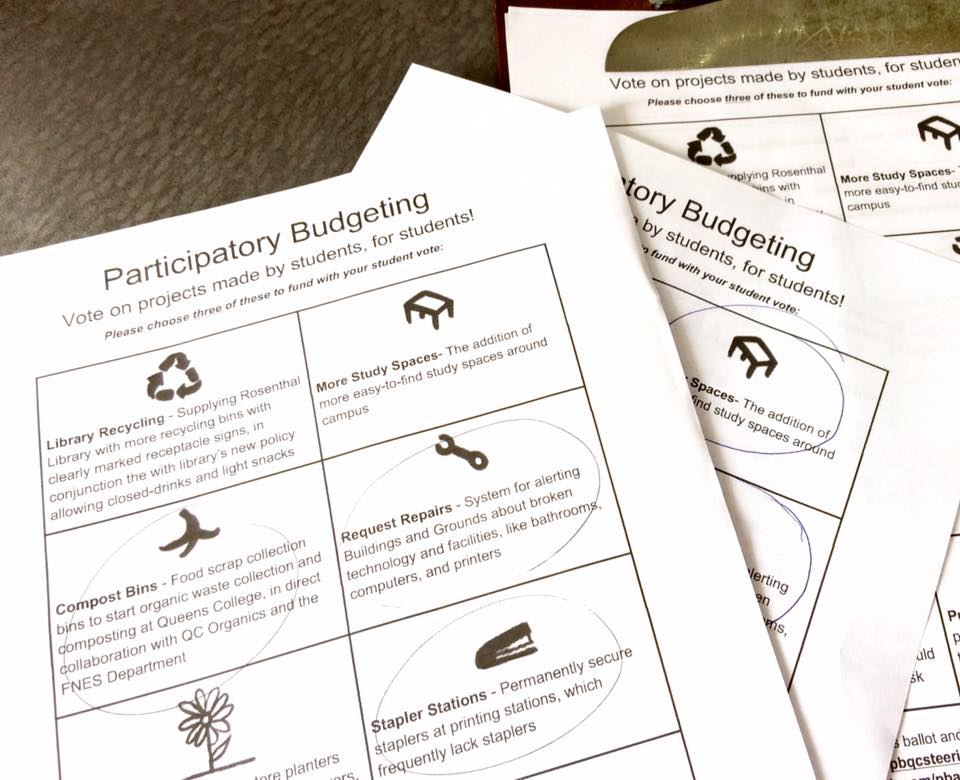 Participatory Budgeting
Vote on projects made by students, for students!
Please choose three of these to fund with your student vote:
Library Recycling - Supplying Rosenthal
Library with more recycling bins with
clearly marked receptacle signs, in
conjunction the with library's new policy
allowing closed-drinks and light snacks
More Study Spaces- The addition of
more easy-to-find study spaces around
campus
Compost Bins - Food scrap collection
bins to start organic waste collection and
composting at Queens College, in direct
collaboration with QC Organics and the
FNES Department
Request Repairs - System for alerting
Buildings and Grounds about broken
technology and facilities, like bathrooms,
computers, and printers
Stapler Stations - Permanently secure
staplers at printing stations, which
frequently lack staplers
planters
Budgeting
by students, for students!
fund with your student vote:
Spaces- The addition of
study spaces around
Vote on projects made by students, for
Please choose three of these to fund with your student vote:
Rosenthal
with
in
More Study Spaces-
more easy-to-find
campus
ballot and